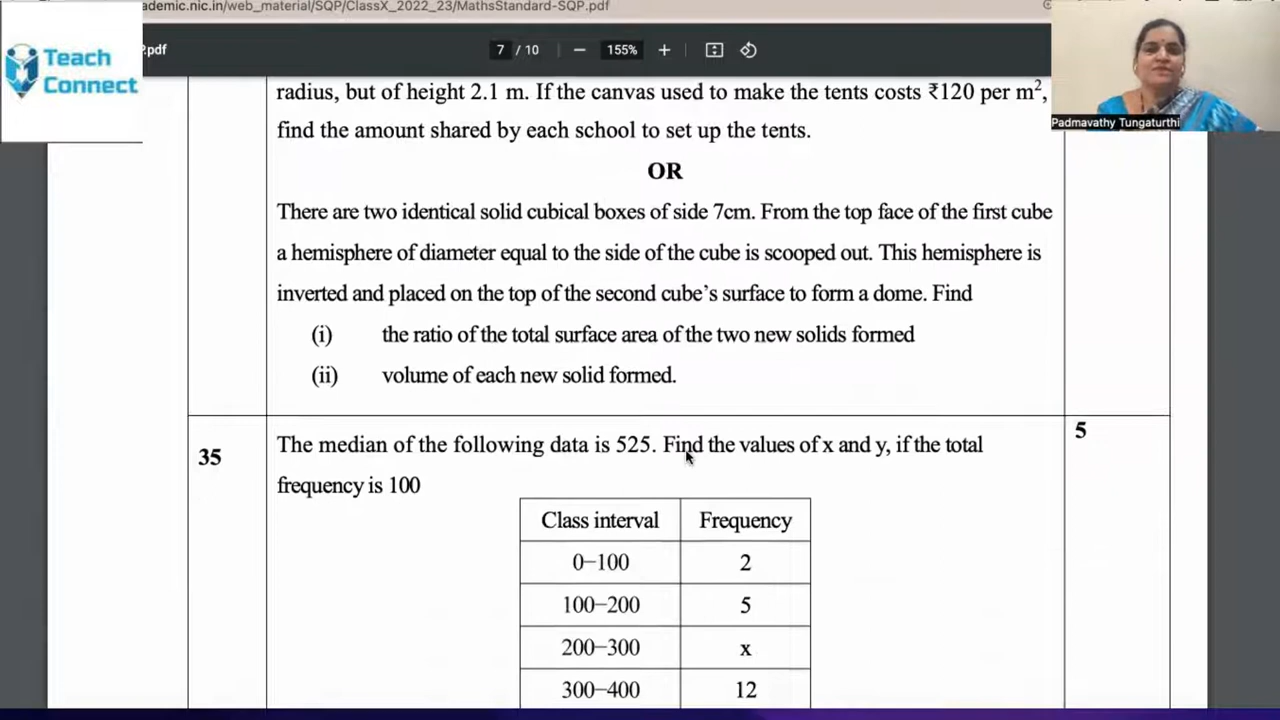 ademic.nic.in/web_material/SQP/ClassX_2022_23/MathsStandard-SQP.pdf
Teach
Connect
.pdf
7 / 10
155%
radius, but of height 2.1 m. If the canvas used to make the tents costs ₹120 per m², find the amount shared by each school to set up the tents.
OR
There are two identical solid cubical boxes of side 7cm. From the top face of the first cube
a hemisphere of diameter equal to the side of the cube is scooped out. This hemisphere is
inverted and placed on the top of the second cube's surface to form a dome. Find
(i) the ratio of the total surface area of the two new solids formed
(ii) volume of each new solid formed.
35
The median of the following data is 525. Find the values of x and y, if the total
frequency is 100
5
Class interval Frequency
0−100 2
100−200 5
200−300 x
300−400 12
Padmavathy Tungaturthi